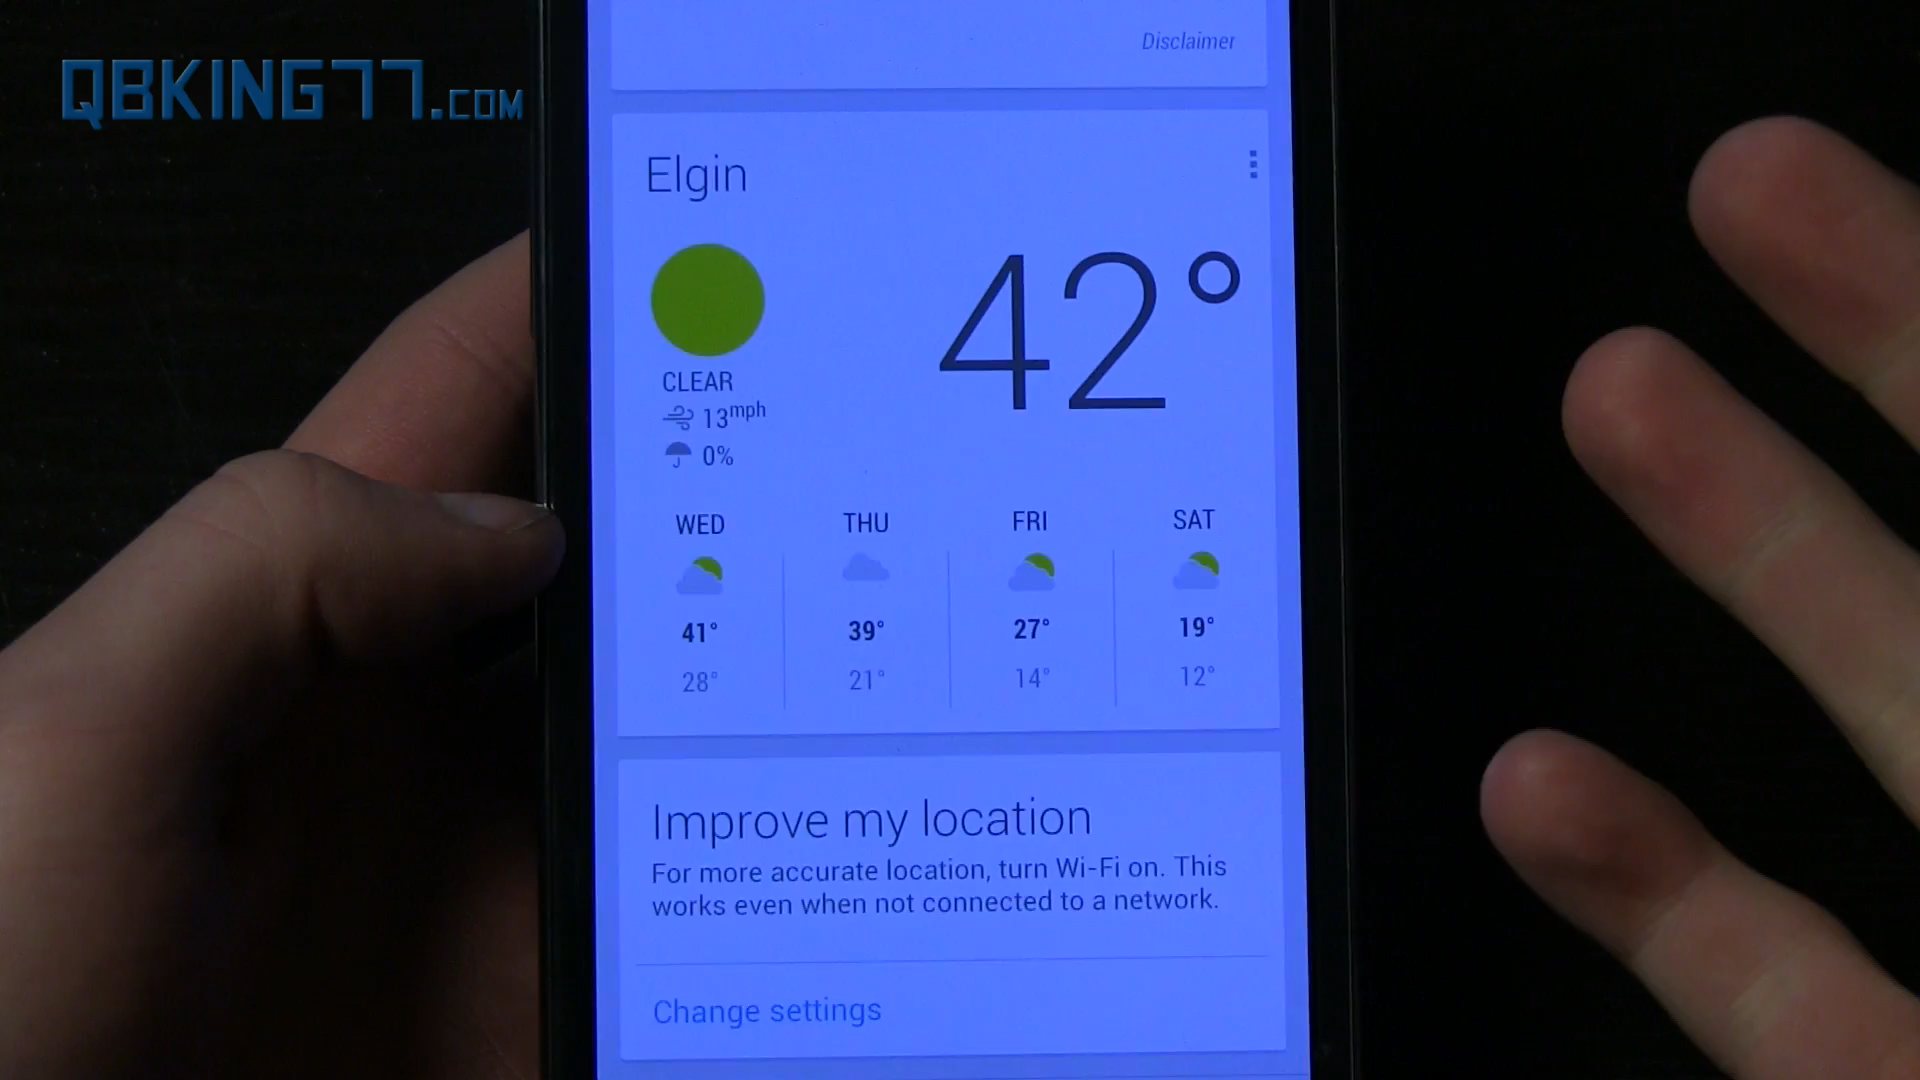 QBKING77.COM
Disclaimer
Elgin
42°
CLEAR
13mph
0%
WED THU FRI SAT
41° 39° 27° 19°
28° 21° 14° 12°
Improve my location
For more accurate location, turn Wi-Fi on. This
works even when not connected to a network.
Change settings